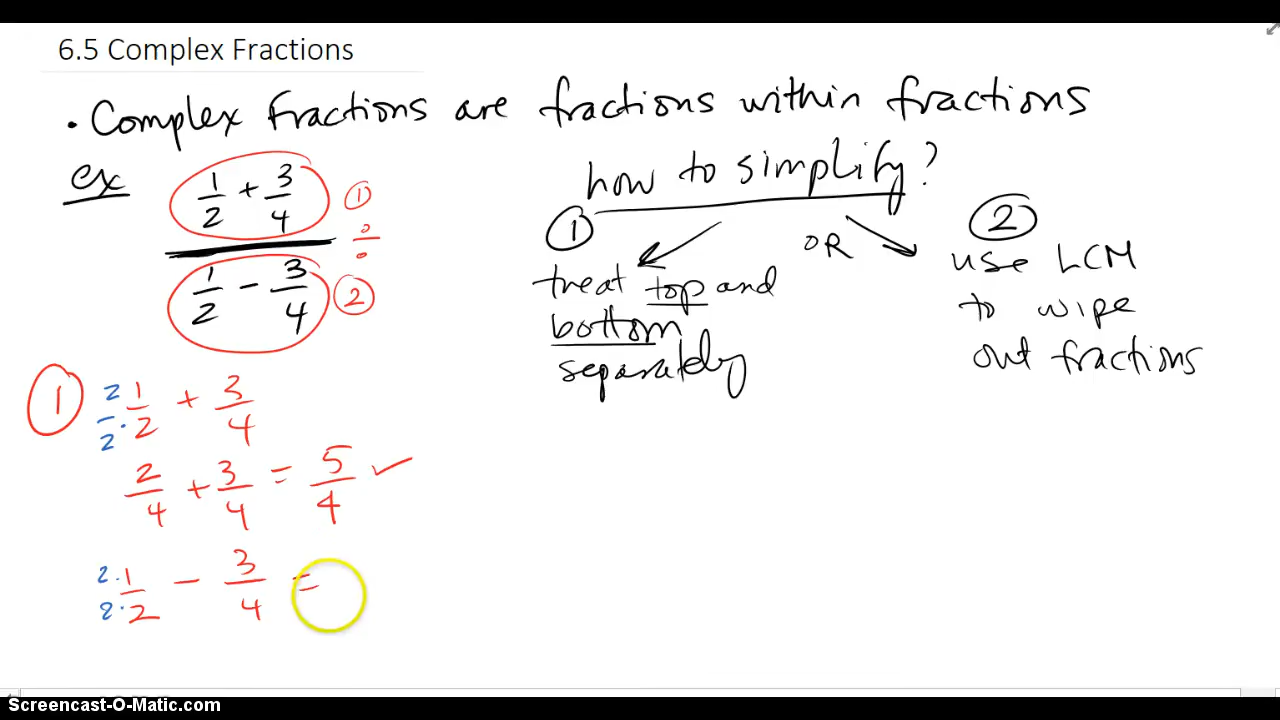 6.5 Complex Fractions
• Complex Fractions are fractions within fractions
ex
1/2 + 3/4
1/2 − 3/4
①
÷
②
how to simplify?
①
treat top and
bottom
separately
OR
②
use LCM
to wipe
out fractions
① 2/2 · 1/2 + 3/4
2/4 + 3/4 = 5/4 ✓
2·1/2·2 − 3/4 =
Screencast-O-Matic.com